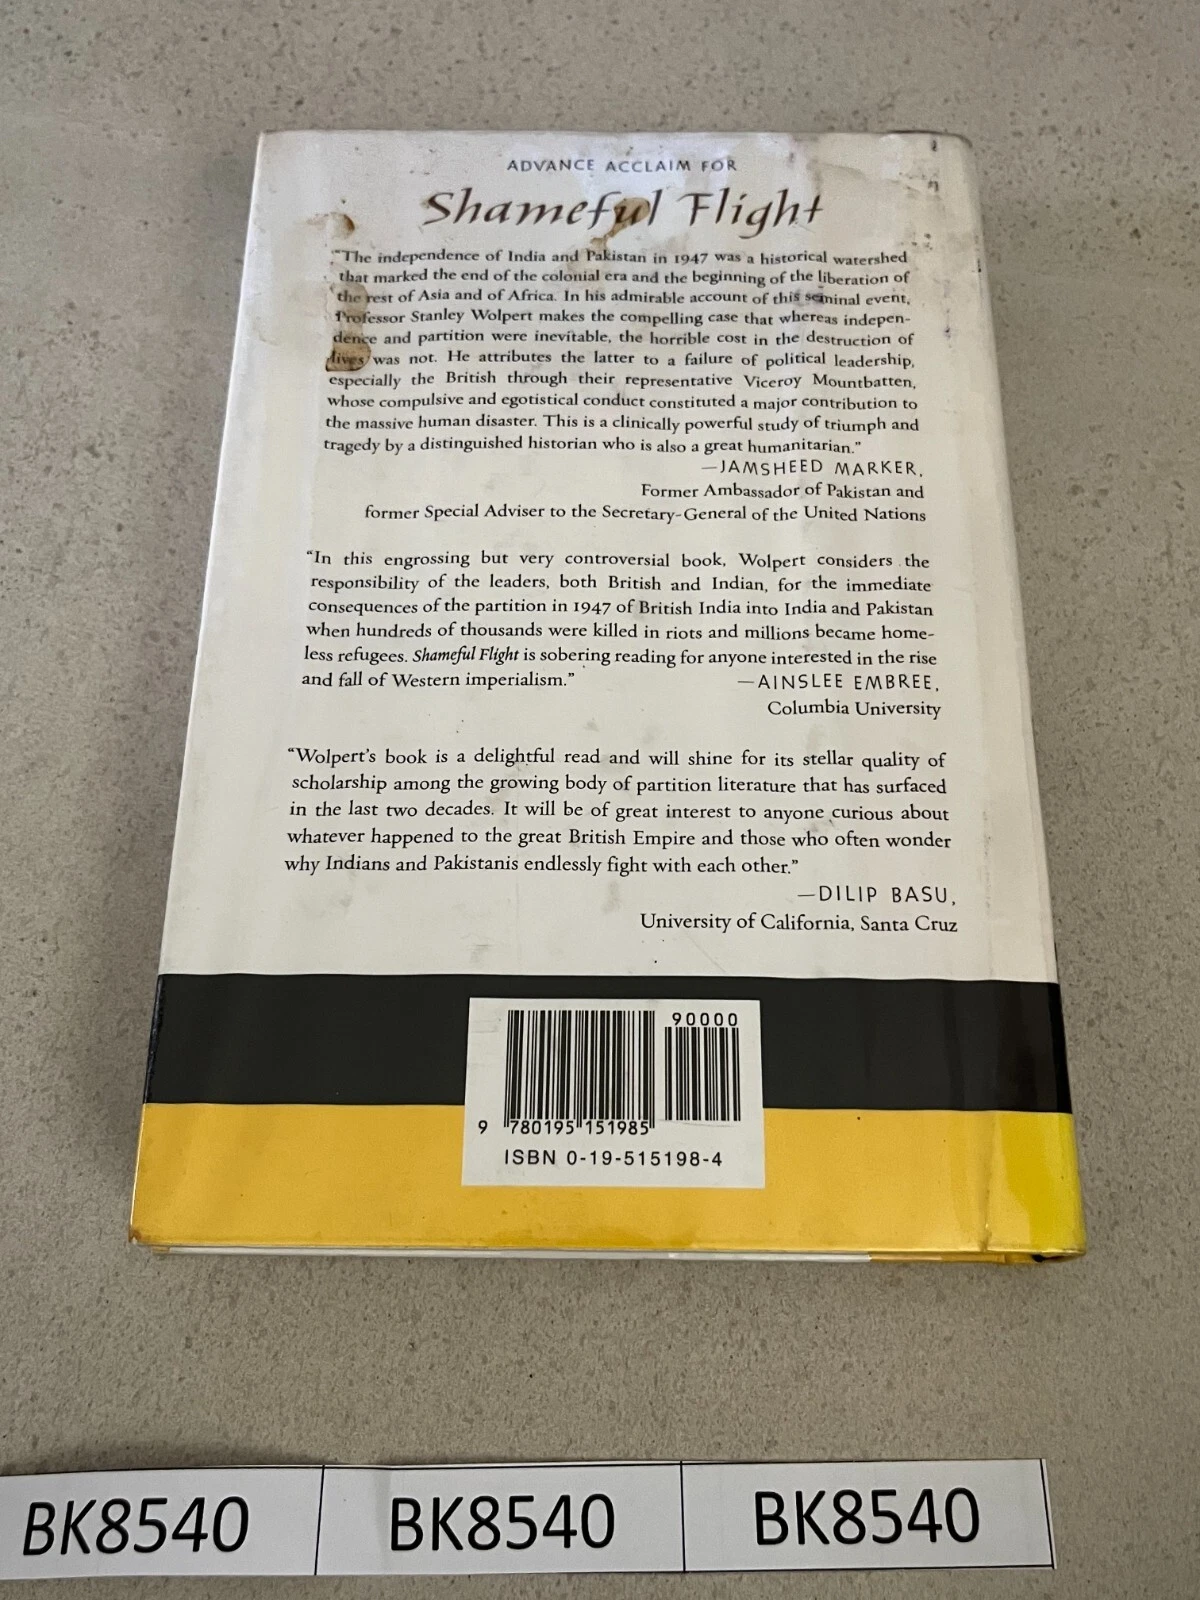 ADVANCE ACCLAIM FOR
Shameful Flight
"The independence of India and Pakistan in 1947 was a historical watershed
that marked the end of the colonial era and the beginning of the liberation of
the rest of Asia and of Africa. In his admirable account of this seminal event,
Professor Stanley Wolpert makes the compelling case that whereas indepen-
dence and partition were inevitable, the horrible cost in the destruction of
lives was not. He attributes the latter to a failure of political leadership,
especially the British through their representative Viceroy Mountbatten,
whose compulsive and egotistical conduct constituted a major contribution to
the massive human disaster. This is a clinically powerful study of triumph and
tragedy by a distinguished historian who is also a great humanitarian."
—JAMSHEED MARKER,
Former Ambassador of Pakistan and
former Special Adviser to the Secretary-General of the United Nations
"In this engrossing but very controversial book, Wolpert considers the
responsibility of the leaders, both British and Indian, for the immediate
consequences of the partition in 1947 of British India into India and Pakistan
when hundreds of thousands were killed in riots and millions became home-
less refugees. Shameful Flight is sobering reading for anyone interested in the rise
and fall of Western imperialism." —AINSLEE EMBREE,
Columbia University
"Wolpert's book is a delightful read and will shine for its stellar quality of
scholarship among the growing body of partition literature that has surfaced
in the last two decades. It will be of great interest to anyone curious about
whatever happened to the great British Empire and those who often wonder
why Indians and Pakistanis endlessly fight with each other."
—DILIP BASU,
University of California, Santa Cruz
90000
9 780195 151985
ISBN 0-19-515198-4
BK8540 BK8540 BK8540